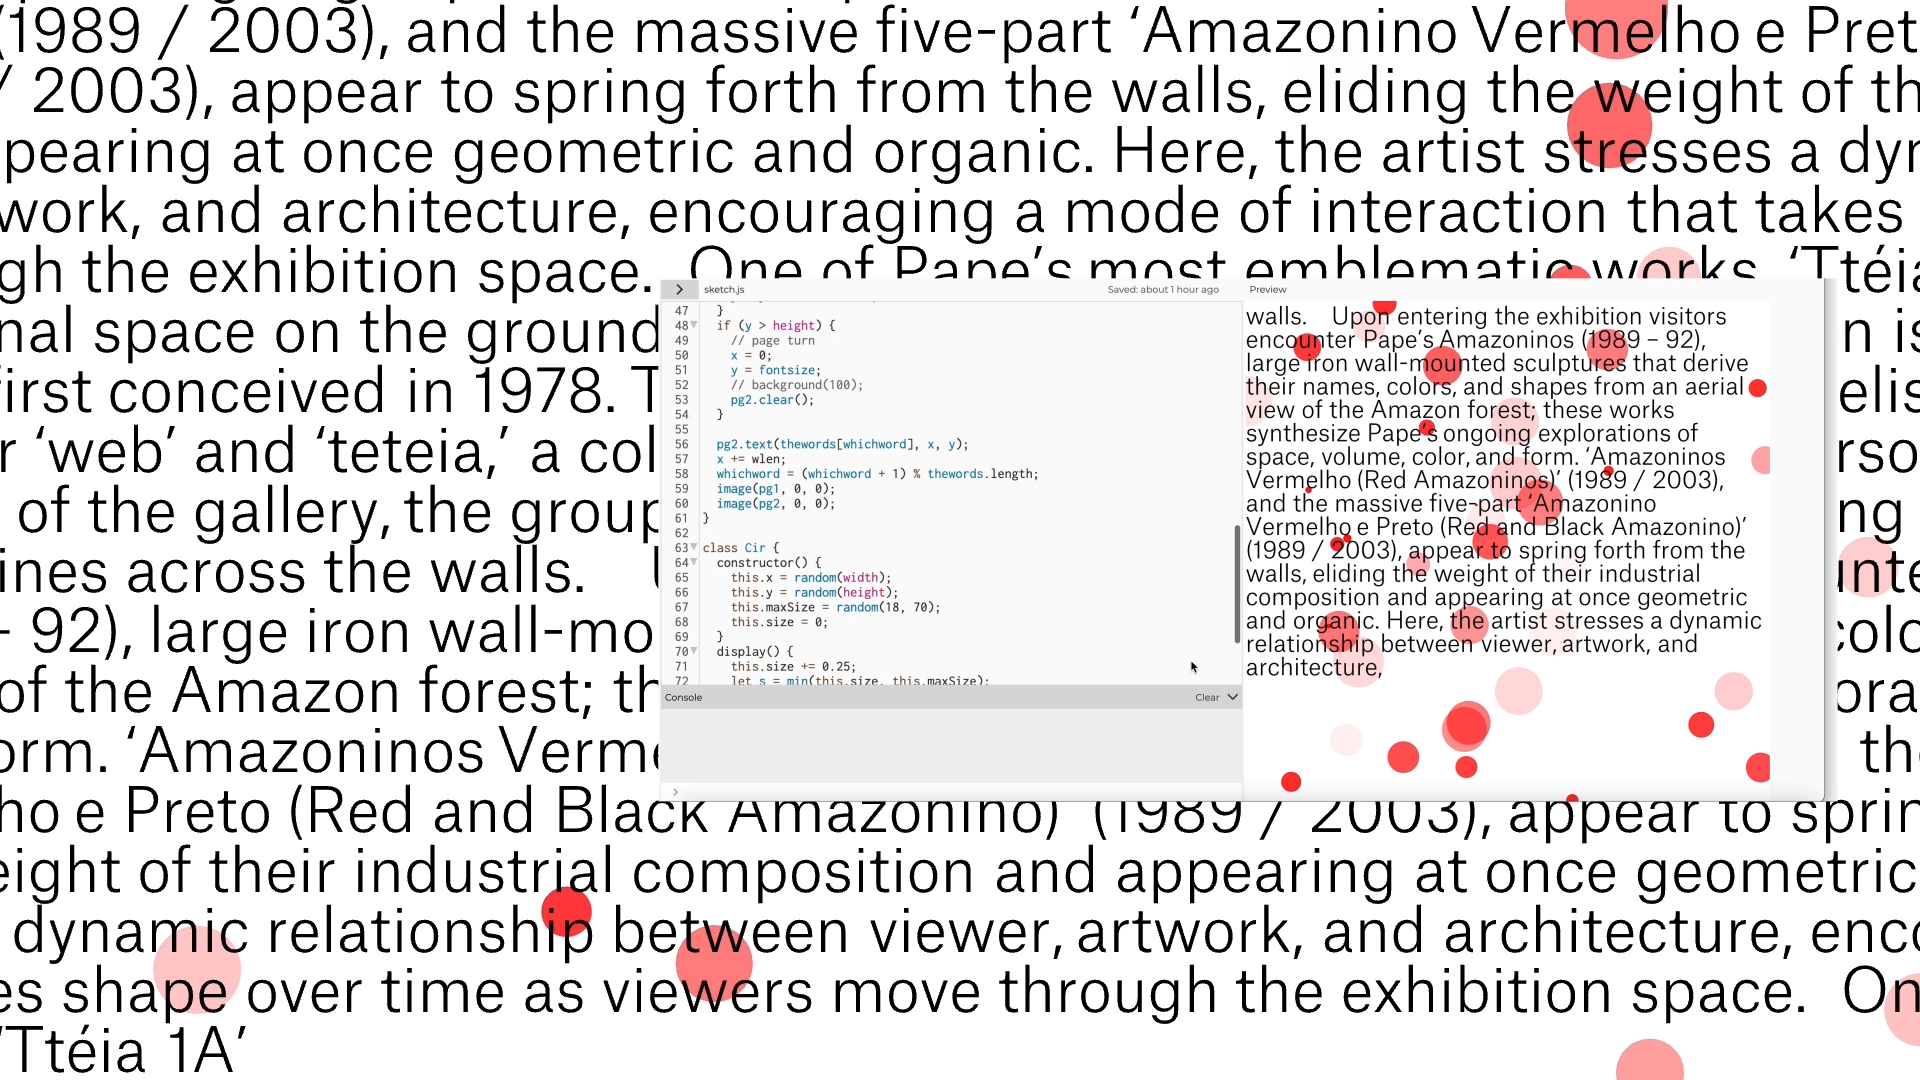 (1989 / 2003), and the massive five-part ‘Amazonino Vermelho e Pret
/ 2003), appear to spring forth from the walls, eliding the weight of th
pearing at once geometric and organic. Here, the artist stresses a dyn
work, and architecture, encouraging a mode of interaction that takes
gh the exhibition space. One of Pape’s most emblematic works, ‘Ttéia
nal space on the ground
n is
first conceived in 1978. T
elis
r ‘web’ and ‘teteia,’ a col
rso
of the gallery, the group
ng
ines across the walls. U
unte
– 92), large iron wall-mo
colo
of the Amazon forest; th
ora
orm. ‘Amazoninos Verme
the
ho e Preto (Red and Black Amazonino)’ (1989 / 2003), appear to sprin
eight of their industrial composition and appearing at once geometric
dynamic relationship between viewer, artwork, and architecture, enco
es shape over time as viewers move through the exhibition space. On
‘Ttéia 1A’
> sketch.js Saved: about 1 hour ago
47 }
48 if (y > height) {
49 // page turn
50 x = 0;
51 y = fontsize;
52 // background(100);
53 pg2.clear();
54 }
55
56 pg2.text(thewords[whichword], x, y);
57 x += wlen;
58 whichword = (whichword + 1) % thewords.length;
59 image(pg1, 0, 0);
60 image(pg2, 0, 0);
61 }
62
63 class Cir {
64 constructor() {
65 this.x = random(width);
66 this.y = random(height);
67 this.maxSize = random(18, 70);
68 this.size = 0;
69 }
70 display() {
71 this.size += 0.25;
72 let s = min(this.size, this.maxSize);
Console Clear
>
Preview
walls. Upon entering the exhibition visitors
encounter Pape’s Amazoninos (1989 – 92),
large iron wall-mounted sculptures that derive
their names, colors, and shapes from an aerial
view of the Amazon forest; these works
synthesize Pape’s ongoing explorations of
space, volume, color, and form. ‘Amazoninos
Vermelho (Red Amazoninos)’ (1989 / 2003),
and the massive five-part ‘Amazonino
Vermelho e Preto (Red and Black Amazonino)’
(1989 / 2003), appear to spring forth from the
walls, eliding the weight of their industrial
composition and appearing at once geometric
and organic. Here, the artist stresses a dynamic
relationship between viewer, artwork, and
architecture,